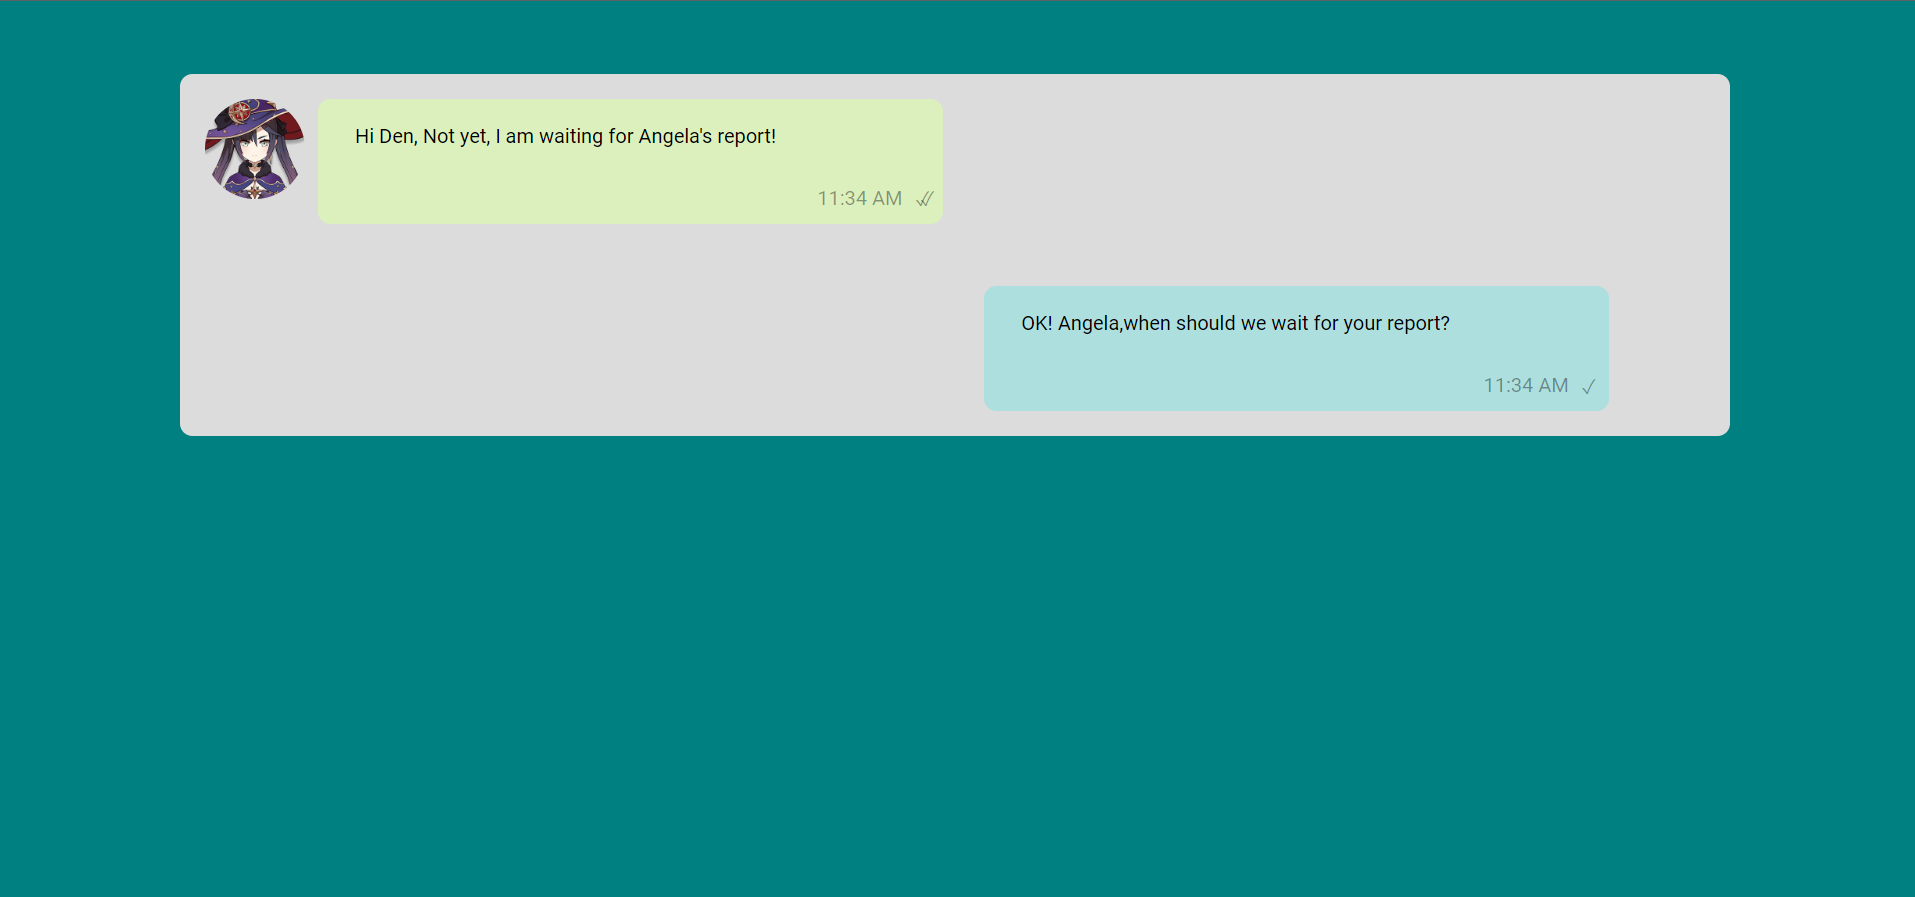 Hi Den, Not yet, I am waiting for Angela's report!
11:34 AM ✓✓
OK! Angela,when should we wait for your report?
11:34 AM ✓